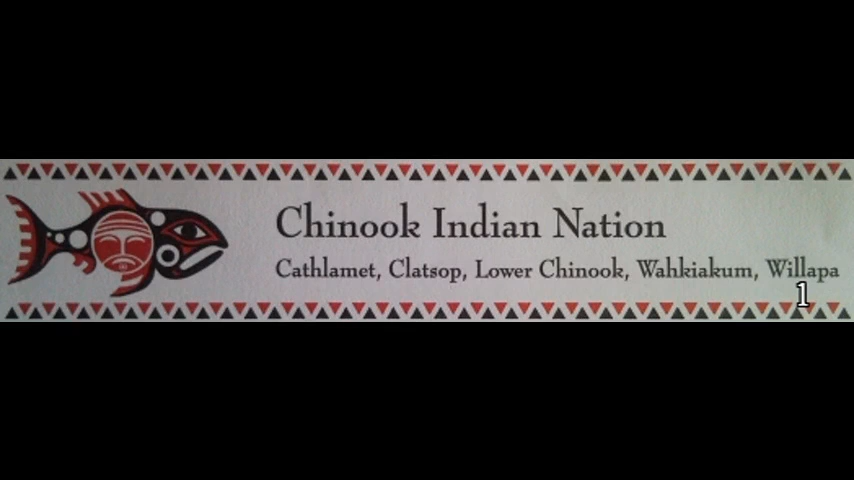 Chinook Indian Nation
Cathlamet, Clatsop, Lower Chinook, Wahkiakum, Willapa
1